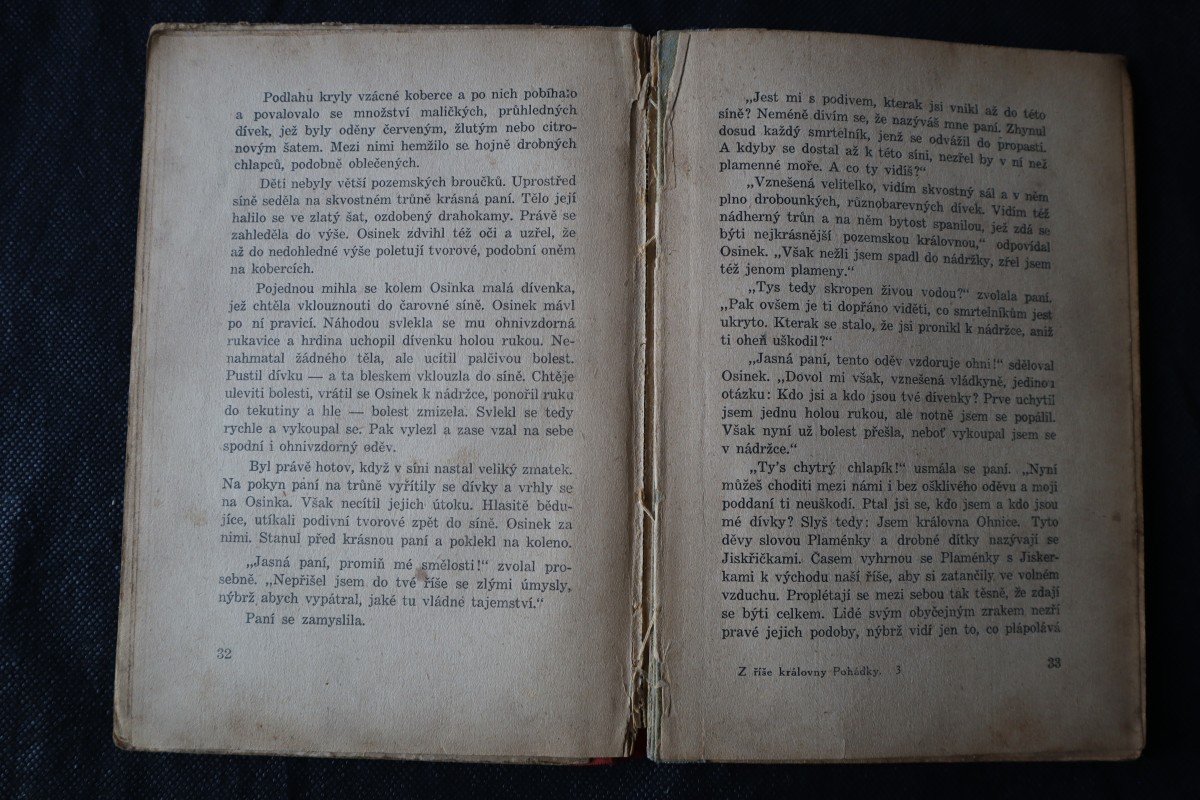 Podlahu kryly vzácné koberce a po nich pobíhalo
a povalovalo se množství maličkých, průhledných
dívek, jež byly oděny červeným, žlutým nebo citro-
novým šatem. Mezi nimi hemžilo se hojně drobných
chlapců, podobně oblečených.
Děti nebyly větší pozemských broučků. Uprostřed
síně seděla na skvostném trůně krásná paní. Tělo její
halilo se ve zlatý šat, ozdobený drahokamy. Právě se
zahleděla do výše. Osinek zdvihl též oči a uzřel, že
až do nedohledné výše poletují tvorové, podobní oněm
na kobercích.
Pojednou mihla se kolem Osinka malá dívenka,
jež chtěla vklouznouti do čarovné síně. Osinek mávl
po ní pravicí. Náhodou svlekla se mu ohnivzdorná
rukavice a hrdina uchopil dívenku holou rukou. Ne-
nahmatal žádného těla, ale ucítil palčivou bolest.
Pustil dívku — a ta bleskem vklouzla do síně. Chtěje
uleviti bolesti, vrátil se Osinek k nádržce, ponořil ruku
do tekutiny a hle — bolest zmizela. Svlekl se tedy
rychle a vykoupal se. Pak vylezl a zase vzal na sebe
spodní i ohnivzdorný oděv.
Byl právě hotov, když v síni nastal veliký zmatek.
Na pokyn paní na trůně vyřítily se dívky a vrhly se
na Osinka. Však necítil jejich útoku. Hlasitě bědu-
jíce, utíkali podivní tvorové zpět do síně. Osinek za
nimi. Stanul před krásnou paní a poklekl na koleno.
„Jasná paní, promiň mé smělosti!“ zvolal pro-
sebně. „Nepřišel jsem do tvé říše se zlými úmysly,
nýbrž abych vypátral, jaké tu vládné tajemství.“
Paní se zamyslila.
32
„Jest mi s podivem, kterak jsi vnikl až do této
síně? Neméně divím se, že nazýváš mne paní. Zhynul
dosud každý smrtelník, jenž se odvážil do propasti.
A kdyby se dostal až k této síni, nezřel by v ní než
plamenné moře. A co ty vidíš?“
„Vznešená velitelko, vidím skvostný sál a v něm
plno drobounkých, různobarevných dívek. Vidím též
nádherný trůn a na něm bytost spanilou, jež zdá se
býti nejkrásnější pozemskou královnou,“ odpovídal
Osinek. „Však nežli jsem spadl do nádržky, zřel jsem
též jenom plameny.“
„Tys tedy skropen živou vodou?“ zvolala paní.
„Pak ovšem je ti dopřáno viděti, co smrtelníkům jest
ukryto. Kterak se stalo, že jsi pronikl k nádržce, aniž
ti oheň uškodil?“
„Jasná paní, tento oděv vzdoruje ohni!“ sděloval
Osinek. „Dovol mi však, vznešená vládkyně, jedinou
otázku: Kdo jsi a kdo jsou tvé dívenky? Prve uchytil
jsem jednu holou rukou, ale notně jsem se popálil.
Však nyní už bolest přešla, neboť vykoupal jsem se
v nádržce.“
„Ty's chytrý chlapík!“ usmála se paní. „Nyní
můžeš choditi mezi námi i bez ošklivého oděvu a moji
poddaní ti neuškodí. Ptal jsi se, kdo jsem a kdo jsou
mé dívky? Slyš tedy: Jsem královna Ohnice. Tyto
děvy slovou Plaménky a drobné dítky nazývají se
Jiskřičkami. Časem vyhrnou se Plaménky s Jisker-
kami k východu naší říše, aby si zatančily ve volném
vzduchu. Proplétají se mezi sebou tak těsně, že zdají
se býti celkem. Lidé svým obyčejným zrakem nezří
pravé jejich podoby, nýbrž vidí jen to, co plápolává
Z říše královny Pohádky. 3
33